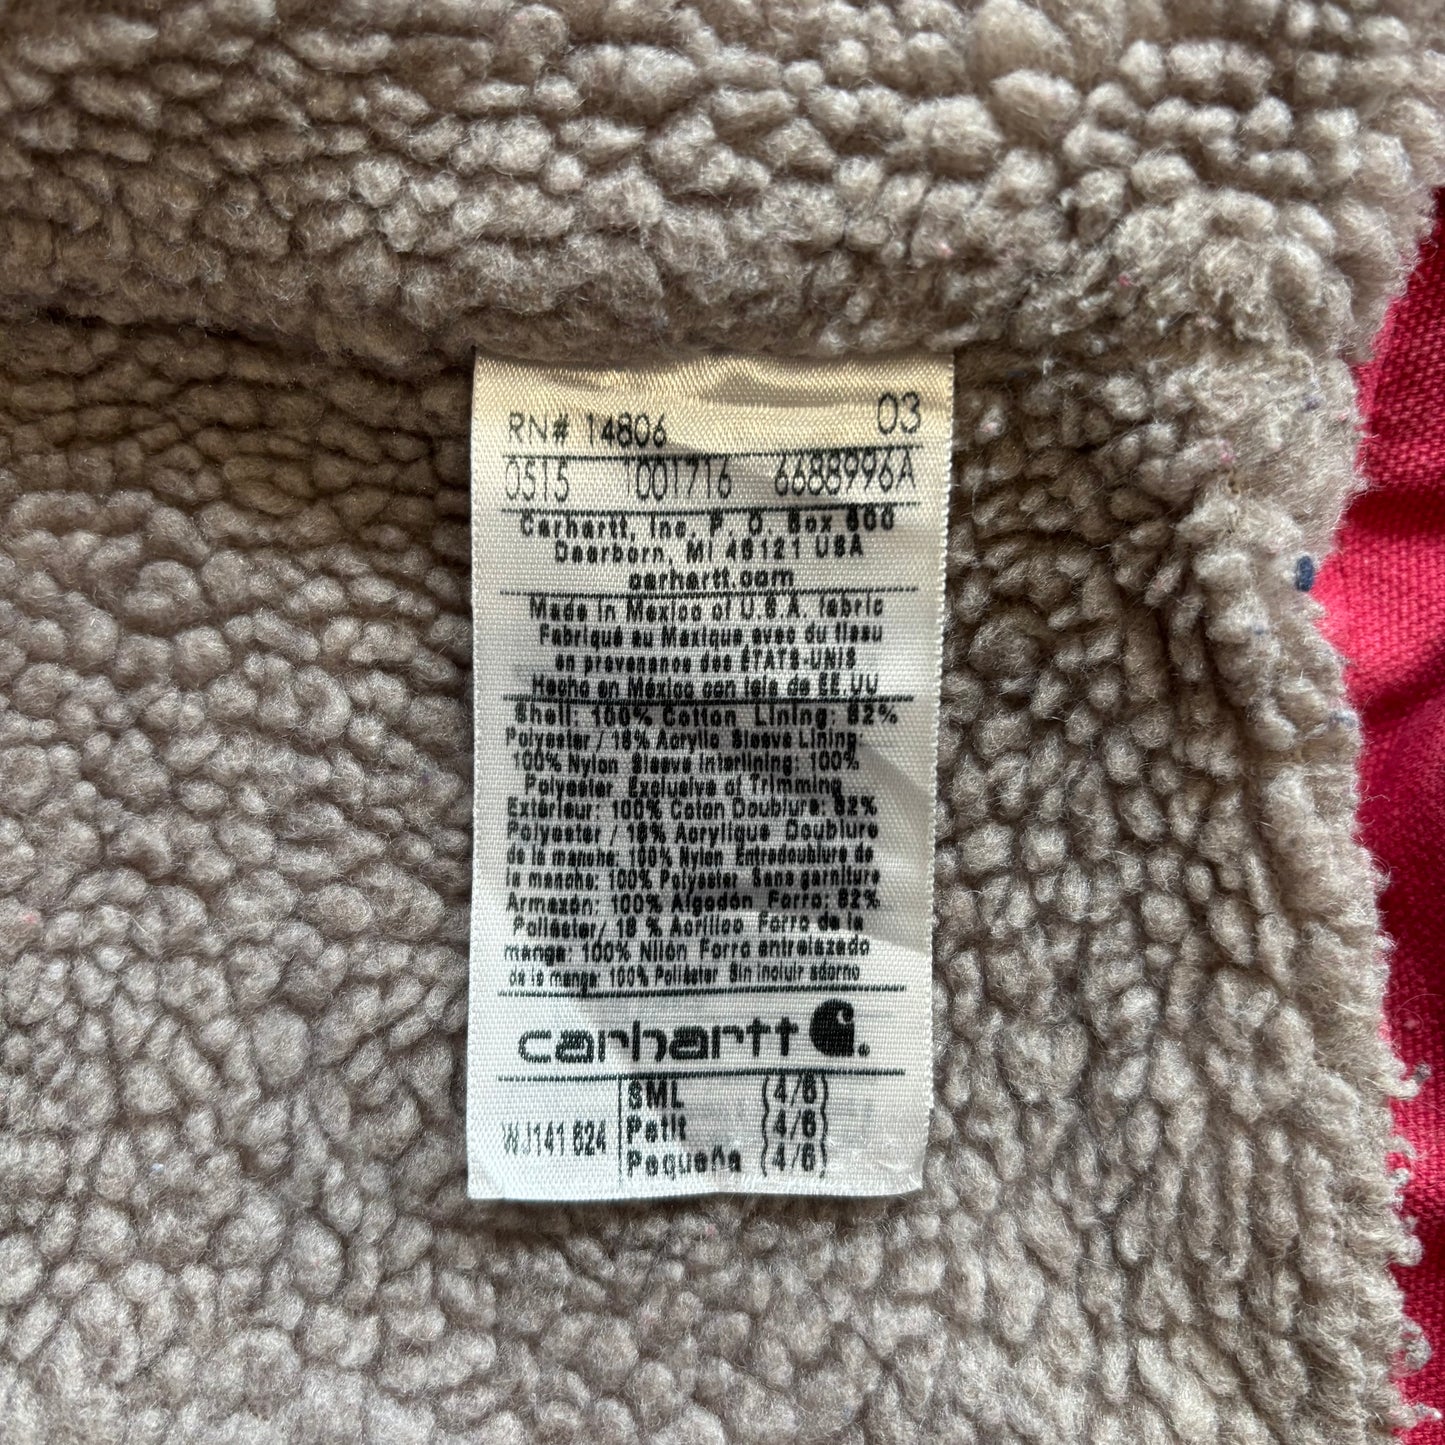 RN# 14806 03
0515 1001716 6688996A
Carhartt, Inc, P. O. Box 600
Dearborn, MI 48121 USA
carhartt.com
Made in Mexico of U.S.A. fabric
Fabriqué au Mexique avec du tissu
en provenance des ÉTATS-UNIS
Hecho en México con tela de EE.UU
Shell: 100% Cotton Lining: 82%
Polyester / 18% Acrylic Sleeve Lining:
100% Nylon Sleeve Interlining: 100%
Polyester Exclusive of Trimming
Extérieur: 100% Coton Doublure: 82%
Polyester / 18% Acrylique Doublure
de la manche: 100% Nylon Entredoublure de
la manche: 100% Polyester Sans garniture
Armazón: 100% Algodón Forro: 82%
Poliéster/ 18 % Acrílico Forro de la
manga: 100% Nilón Forro entrelazado
de la manga: 100% Poliéster Sin incluir adorno
carhartt
SML (4/6)
WJ141 624 Petit (4/6)
Pequeña (4/6)